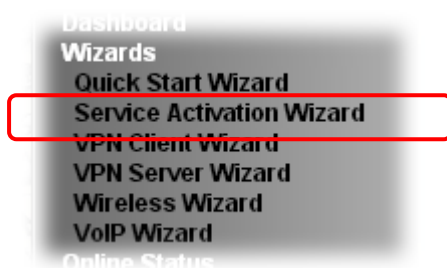 Dashboard
Wizards
Quick Start Wizard
Service Activation Wizard
VPN Client Wizard
VPN Server Wizard
Wireless Wizard
VoIP Wizard
Online Status